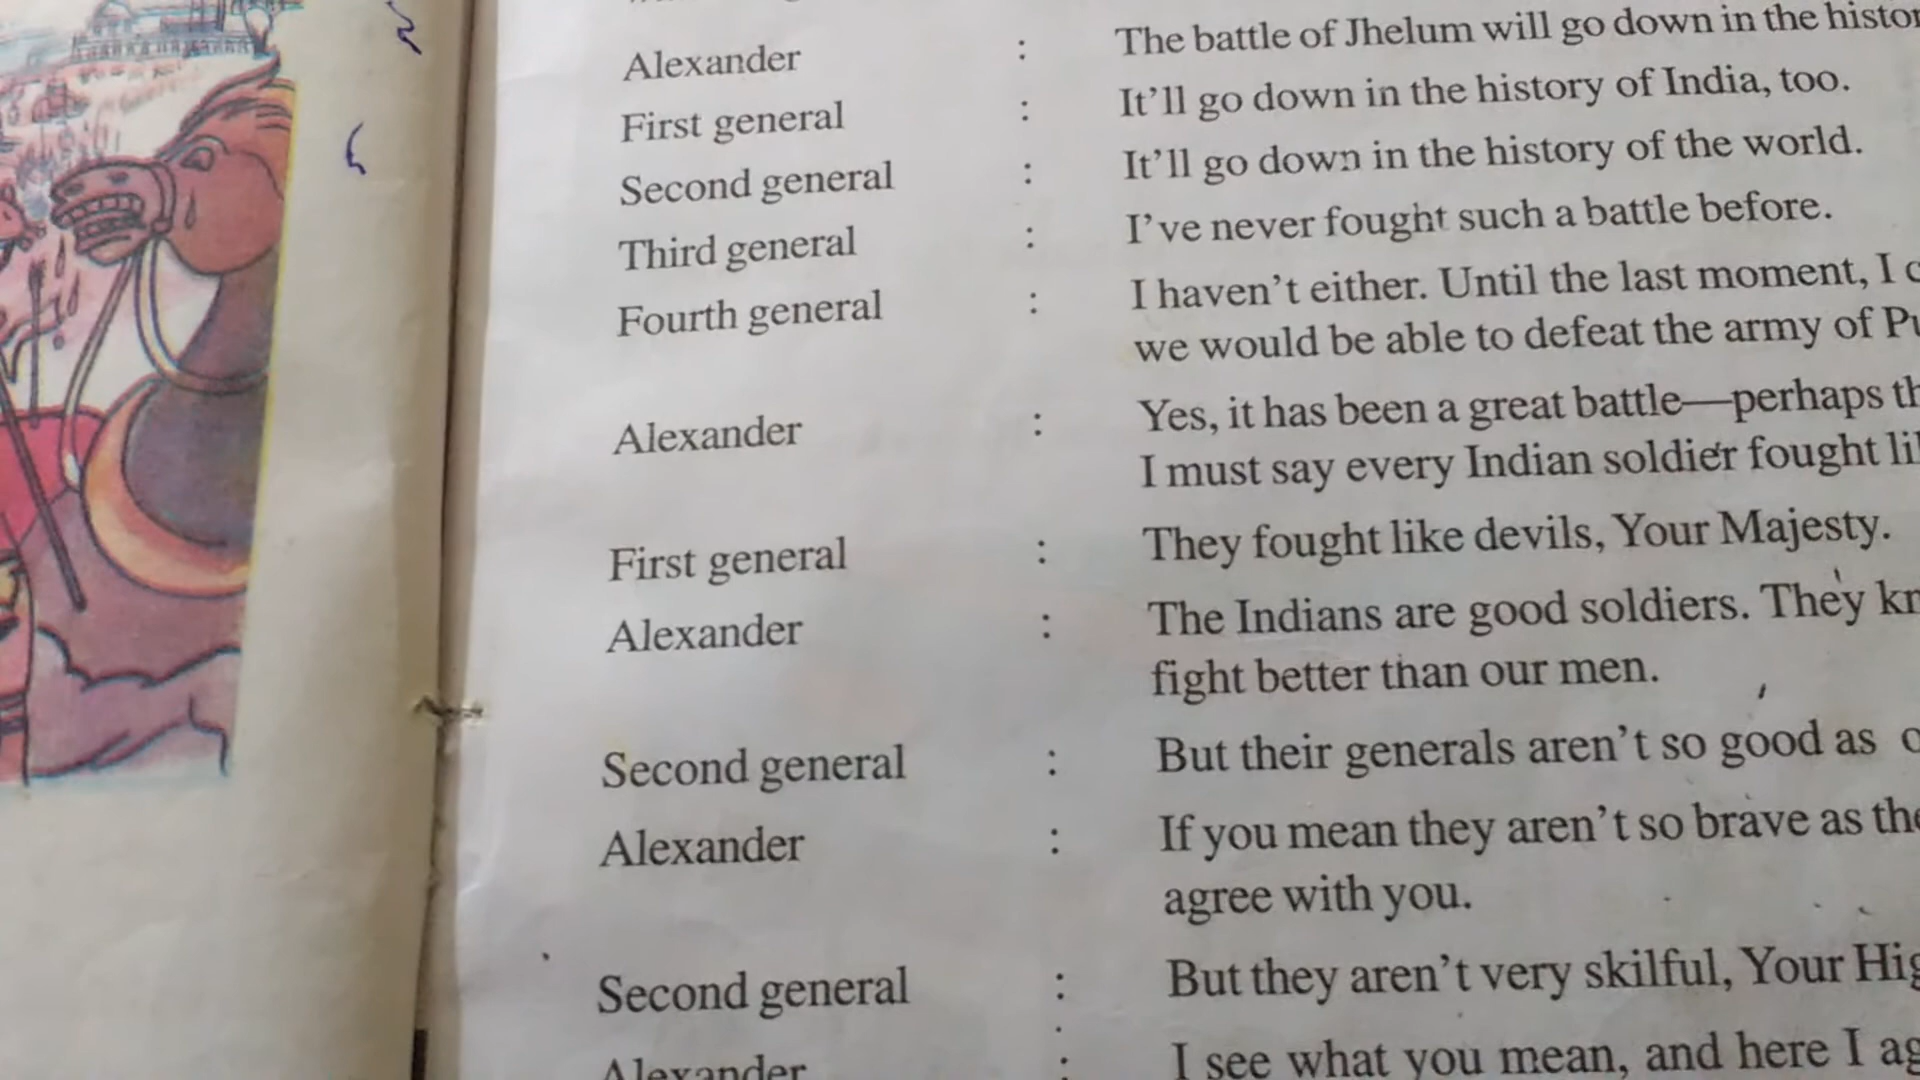 Alexander : The battle of Jhelum will go down in the
First general : It'll go down in the history of India, too.
Second general : It'll go down in the history of the world.
Third general : I've never fought such a battle before.
Fourth general : I haven't either. Until the last moment, I
we would be able to defeat the army of
Alexander : Yes, it has been a great battle—perhaps
I must say every Indian soldier fought
First general : They fought like devils, Your Majesty.
Alexander : The Indians are good soldiers. They
fight better than our men.
Second general : But their generals aren't so good as
Alexander : If you mean they aren't so brave as
agree with you.
Second general : But they aren't very skilful, Your
Alexander : I see what you mean, and here I